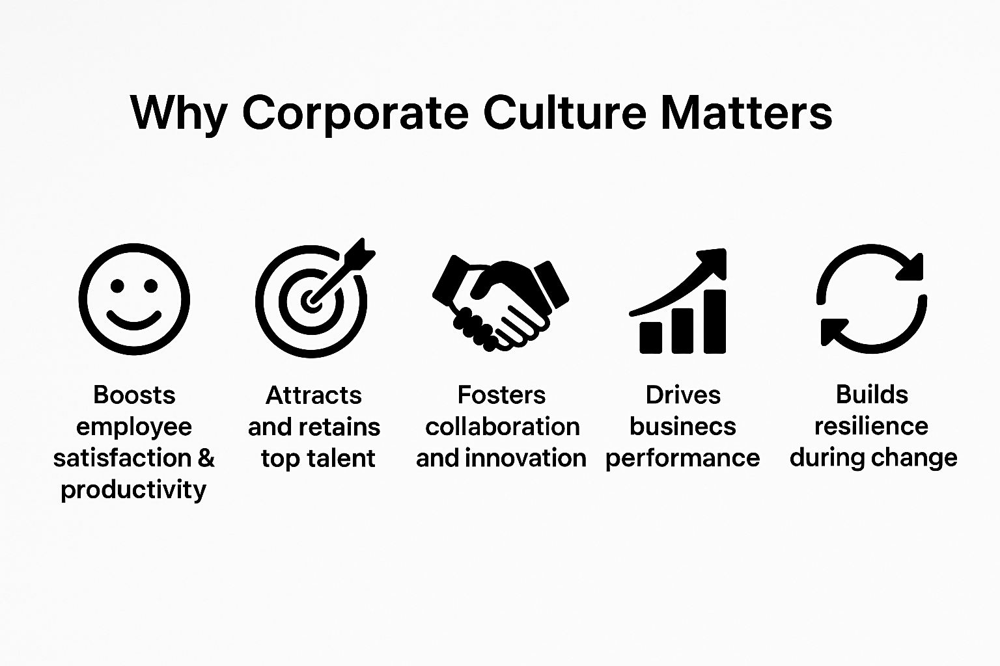 Why Corporate Culture Matters
Boosts
employee
satisfaction &
productivity
Attracts
and retains
top talent
Fosters
collaboration
and innovation
Drives
businecs
performance
Builds
resilience
during change